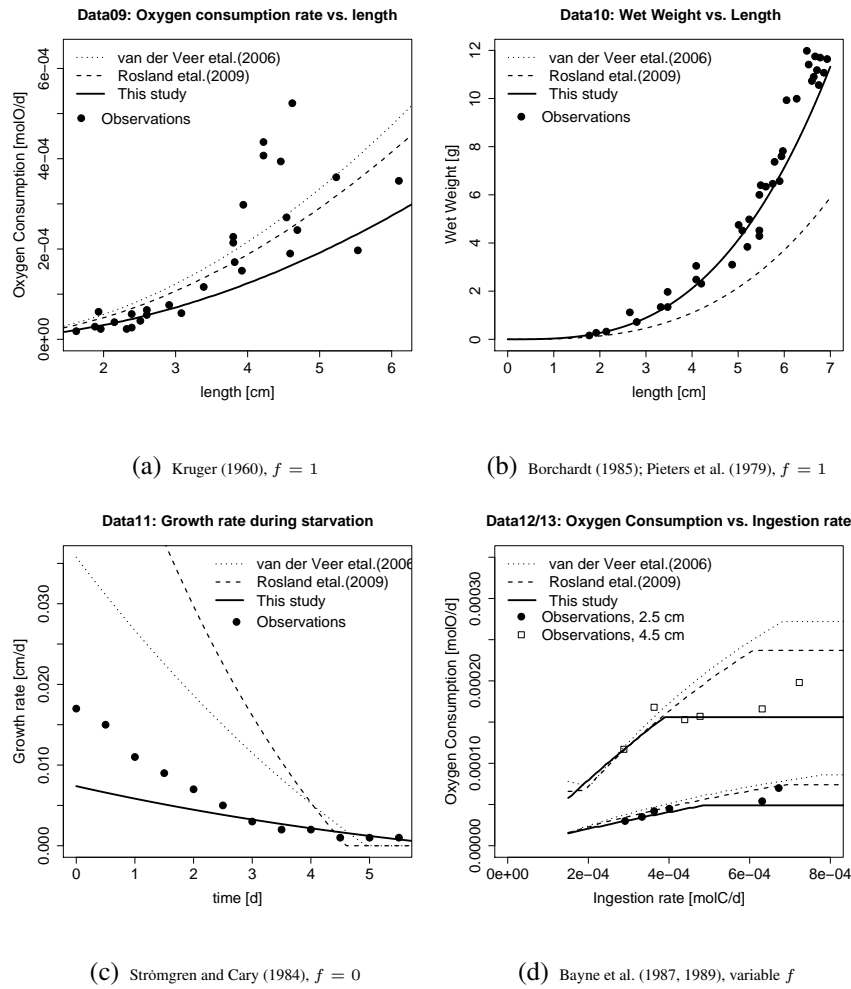 Data09: Oxygen consumption rate vs. length
van der Veer etal.(2006)
Rosland etal.(2009)
This study
Observations
Oxygen Consumption [molO/d]
0e+00 2e-04 4e-04 6e-04
2 3 4 5 6
length [cm]
(a) Kruger (1960), f = 1
Data10: Wet Weight vs. Length
van der Veer etal.(2006)
Rosland etal.(2009)
This study
Observations
Wet Weight [g]
0 2 4 6 8 10 12
0 1 2 3 4 5 6 7
length [cm]
(b) Borchardt (1985); Pieters et al. (1979), f = 1
Data11: Growth rate during starvation
van der Veer etal.(2006
Rosland etal.(2009)
This study
Observations
Growth rate [cm/d]
0.000 0.010 0.020 0.030
0 1 2 3 4 5
time [d]
(c) Strömgren and Cary (1984), f = 0
Data12/13: Oxygen Consumption vs. Ingestion rate
van der Veer etal.(2006)
Rosland etal.(2009)
This study
Observations, 2.5 cm
Observations, 4.5 cm
Oxygen Consumption [molO/d]
0.00000 0.00010 0.00020 0.00030
0e+00 2e-04 4e-04 6e-04 8e-04
Ingestion rate [molC/d]
(d) Bayne et al. (1987, 1989), variable f